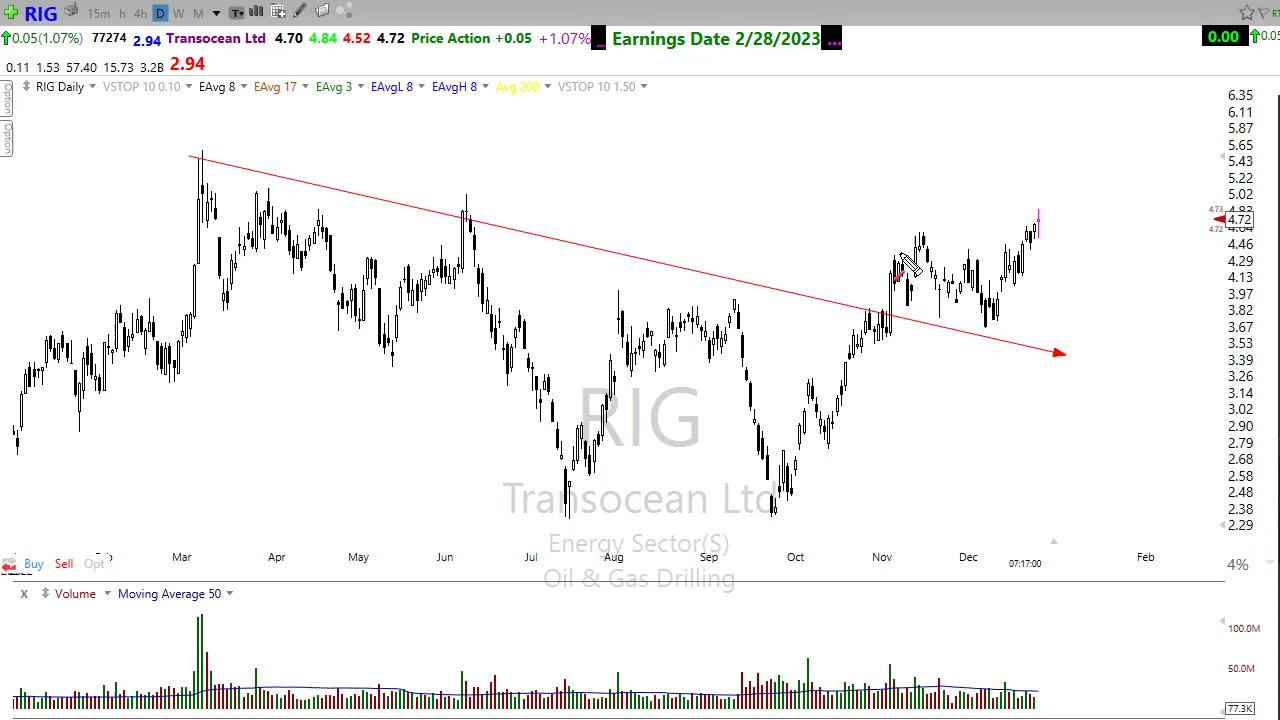 RIG 15m h 4h D W M T
0.05(1.07%) 77274 2.94 Transocean Ltd 4.70 4.84 4.52 4.72 Price Action +0.05 +1.07% ... Earnings Date 2/28/2023 ... 0.00 0.05
0.11 1.53 57.40 15.73 3.2B 2.94
RIG Daily VSTOP 10 0.10 EAvg 8 EAvg 17 EAvg 3 EAvgL 8 EAvgH 8 Avg 200 VSTOP 10 1.50
Option
Option
6.35
6.11
5.87
5.65
5.43
5.22
5.02
4.73
4.72
4.72
4.46
4.29
4.13
3.97
3.82
3.67
3.53
3.39
3.26
3.14
3.02
2.90
2.79
2.68
2.58
2.48
2.38
2.29
RIG
Transocean Ltd
Energy Sector(S)
Oil & Gas Drilling
Mar Apr May Jun Jul Aug Sep Oct Nov Dec Feb
Buy Sell Opt 07:17:00 4%
x Volume Moving Average 50
100.0M
50.0M
77.3K